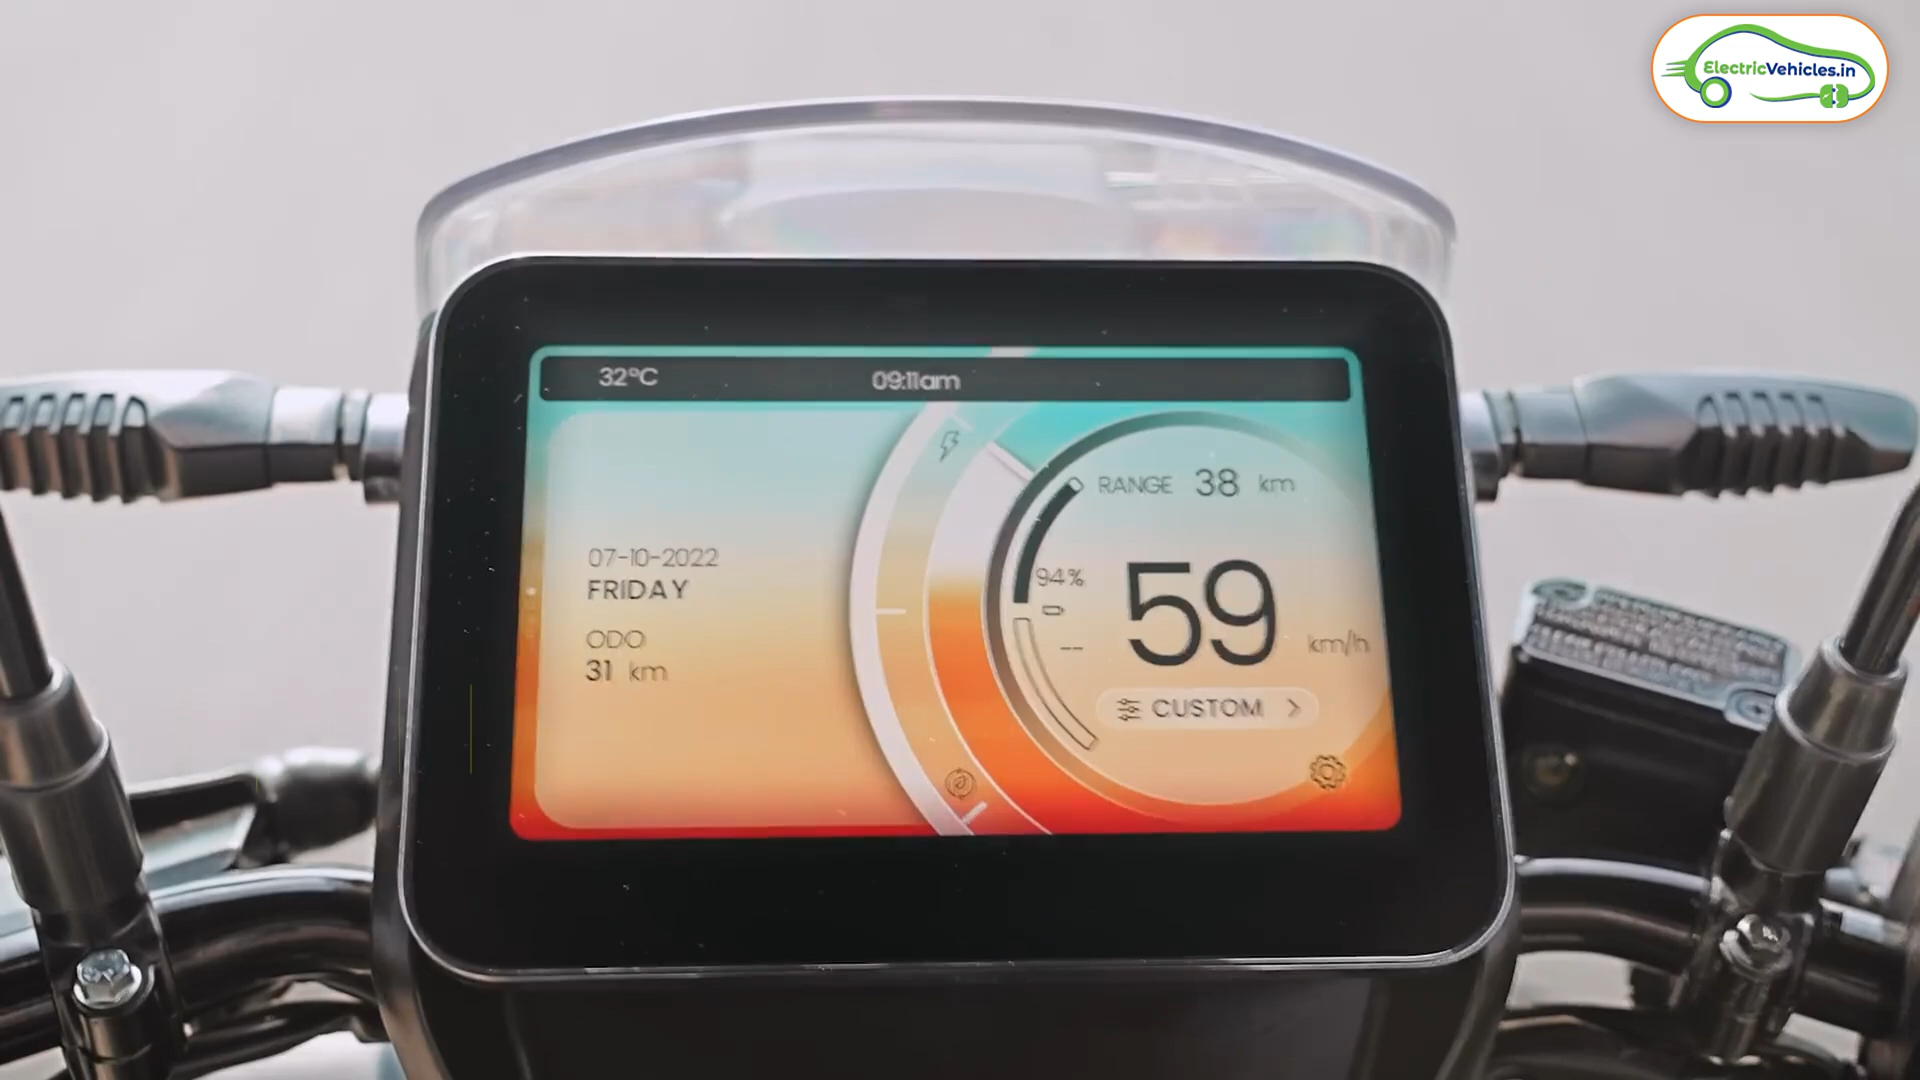 ElectricVehicles.in
32°C
09:11am
RANGE 38 km
94%
07-10-2022
FRIDAY
59 km/h
--
ODO
31 km
CUSTOM >